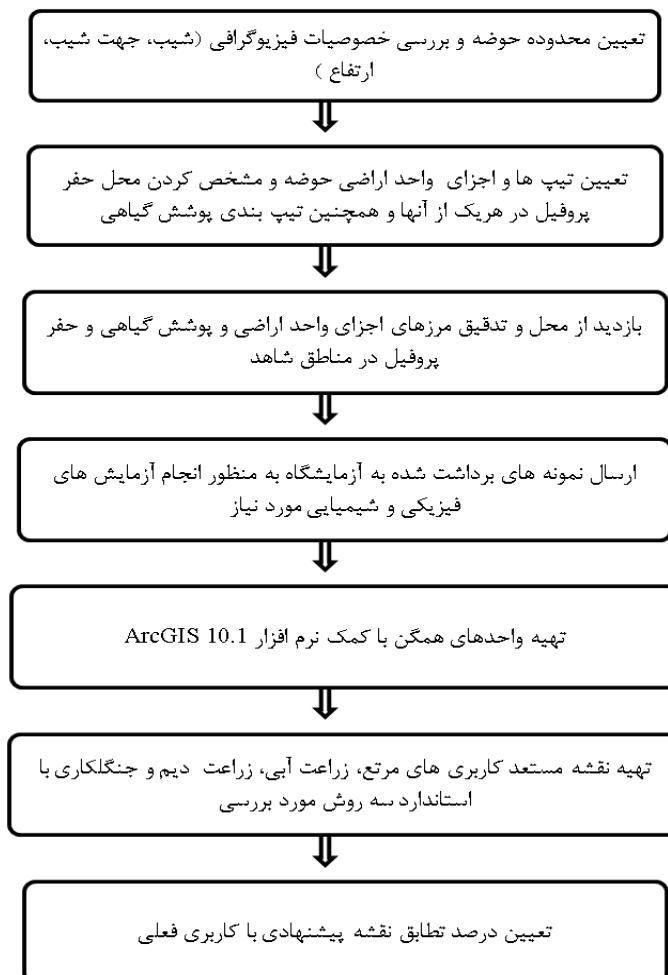 تعیین محدوده حوضه و بررسی خصوصیات فیزیوگرافی (شیب، جهت شیب،
ارتفاع )
تعیین تیپ ها و اجزای واحد اراضی حوضه و مشخص کردن محل حفر
پروفیل در هریک از آنها و همچنین تیپ بندی پوشش گیاهی
بازدید از محل و تدقیق مرزهای اجزای واحد اراضی و پوشش گیاهی و حفر
پروفیل در مناطق شاهد
ارسال نمونه های برداشت شده به آزمایشگاه به منظور انجام آزمایش های
فیزیکی و شیمیایی مورد نیاز
تهیه واحدهای همگن با کمک نرم افزار ArcGIS 10.1
تهیه نقشه مستعد کاربری های مرتع، زراعت آبی، زراعت دیم و جنگلکاری با
استاندارد سه روش مورد بررسی
تعیین درصد تطابق نقشه پیشنهادی با کاربری فعلی